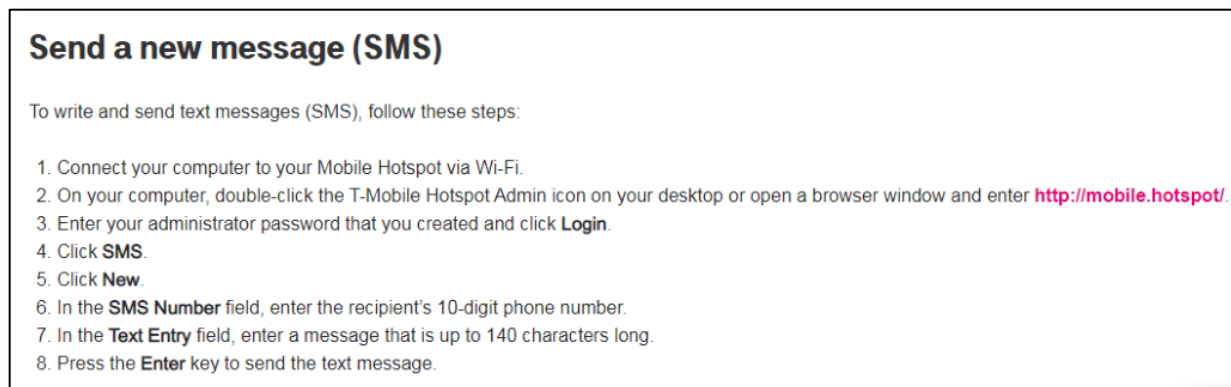 Send a new message (SMS)
To write and send text messages (SMS), follow these steps:
1. Connect your computer to your Mobile Hotspot via Wi-Fi.
2. On your computer, double-click the T-Mobile Hotspot Admin icon on your desktop or open a browser window and enter http://mobile.hotspot/.
3. Enter your administrator password that you created and click Login.
4. Click SMS.
5. Click New.
6. In the SMS Number field, enter the recipient's 10-digit phone number.
7. In the Text Entry field, enter a message that is up to 140 characters long.
8. Press the Enter key to send the text message.